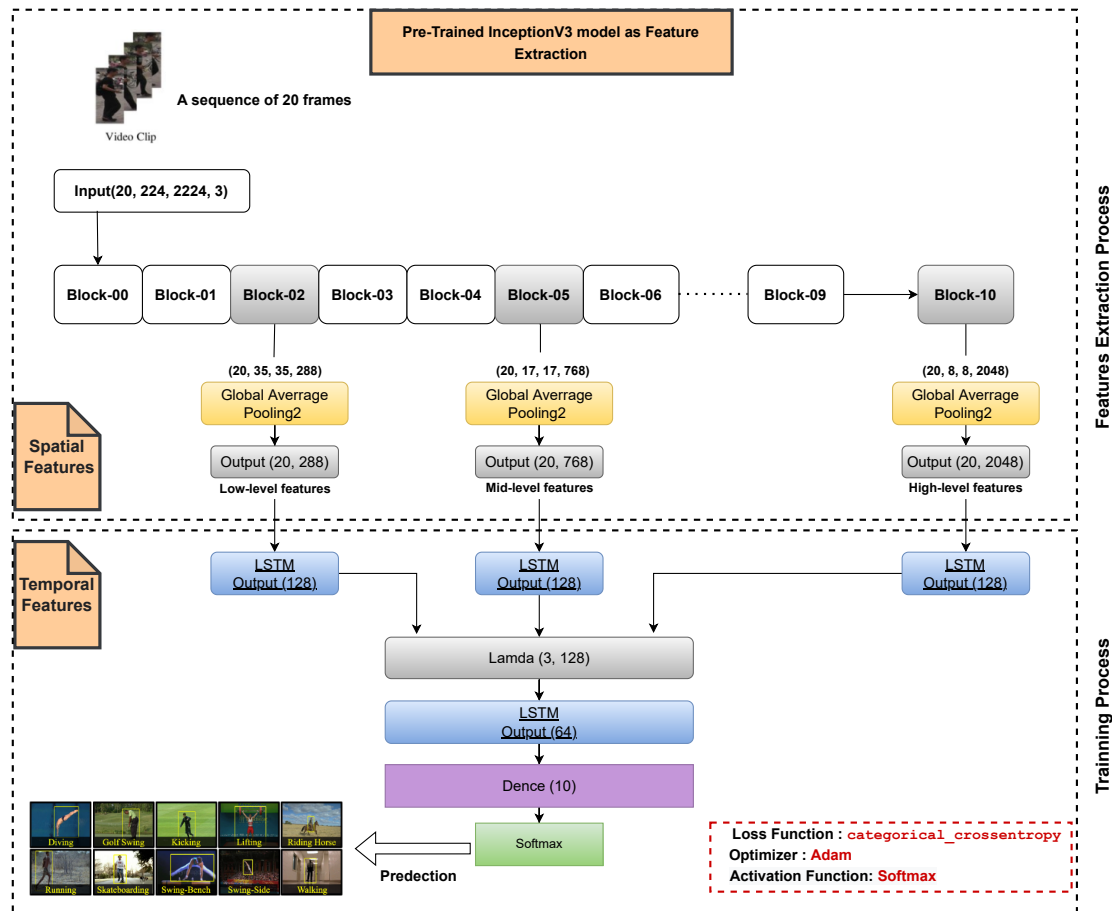 Pre-Trained InceptionV3 model as Feature
Extraction
A sequence of 20 frames
Video Clip
Input(20, 224, 2224, 3)
Block-00
Block-01
Block-02
Block-03
Block-04
Block-05
Block-06
Block-09
Block-10
(20, 35, 35, 288)
(20, 17, 17, 768)
(20, 8, 8, 2048)
Global Averrage
Pooling2
Global Averrage
Pooling2
Global Averrage
Pooling2
Output (20, 288)
Output (20, 768)
Output (20, 2048)
Low-level features
Mid-level features
High-level features
Spatial
Features
Features Extraction Process
Temporal
Features
LSTM
Output (128)
LSTM
Output (128)
LSTM
Output (128)
Lamda (3, 128)
LSTM
Output (64)
Dence (10)
Softmax
Predection
Diving
Golf Swing
Kicking
Lifting
Riding Horse
Running
Skateboarding
Swing-Bench
Swing-Side
Walking
Loss Function : categorical_crossentropy
Optimizer : Adam
Activation Function: Softmax
Trainning Process